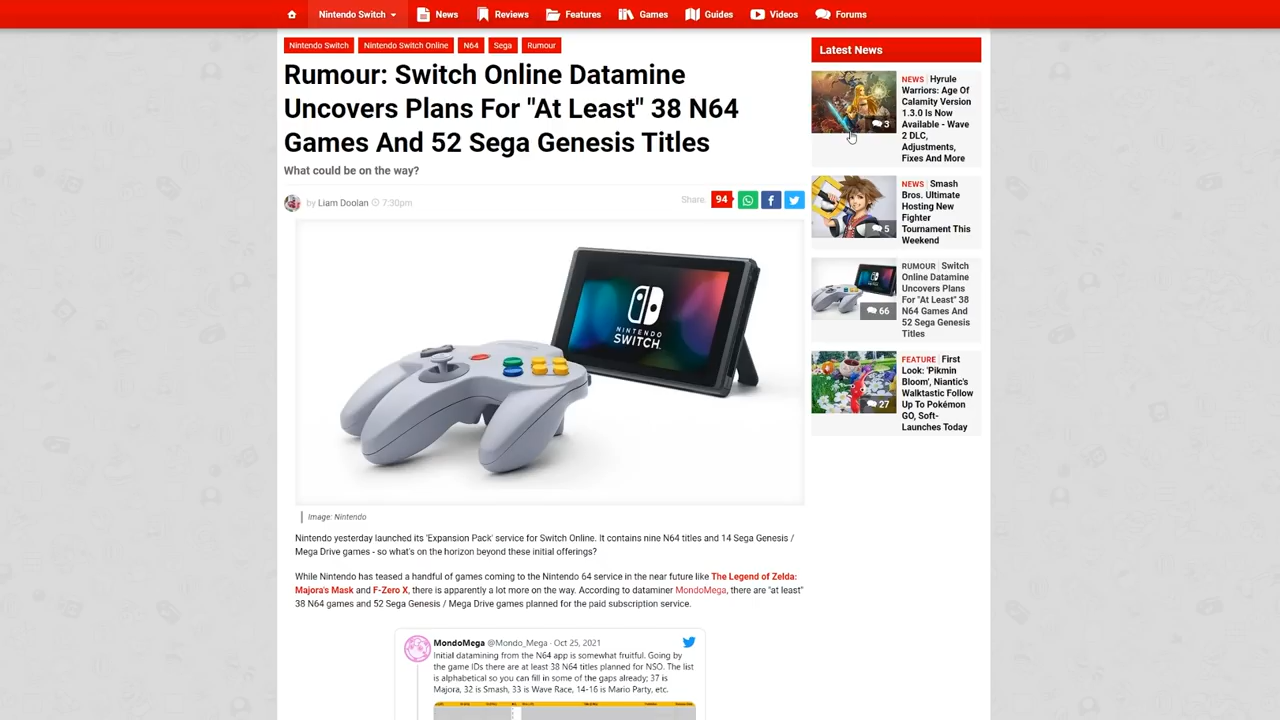 Nintendo Switch
News
Reviews
Features
Games
Guides
Videos
Forums
Nintendo Switch
Nintendo Switch Online
N64
Sega
Rumour
Rumour: Switch Online Datamine
Uncovers Plans For "At Least" 38 N64
Games And 52 Sega Genesis Titles
What could be on the way?
by Liam Doolan 7:30pm
Share: 94
NINTENDO
SWITCH
Image: Nintendo
Nintendo yesterday launched its 'Expansion Pack' service for Switch Online. It contains nine N64 titles and 14 Sega Genesis /
Mega Drive games - so what's on the horizon beyond these initial offerings?
While Nintendo has teased a handful of games coming to the Nintendo 64 service in the near future like The Legend of Zelda:
Majora's Mask and F-Zero X, there is apparently a lot more on the way. According to dataminer MondoMega, there are "at least"
38 N64 games and 52 Sega Genesis / Mega Drive games planned for the paid subscription service.
MondoMega @Mondo_Mega · Oct 25, 2021
Initial datamining from the N64 app is somewhat fruitful. Going by
the game IDs there are at least 38 N64 titles planned for NSO. The list
is alphabetical so you can fill in some of the gaps already; 37 is
Majora, 32 is Smash, 33 is Wave Race, 14-16 is Mario Party, etc.
Latest News
NEWS Hyrule
Warriors: Age Of
Calamity Version
1.3.0 Is Now
Available - Wave
2 DLC,
Adjustments,
Fixes And More
3
NEWS Smash
Bros. Ultimate
Hosting New
Fighter
Tournament This
Weekend
5
RUMOUR Switch
Online Datamine
Uncovers Plans
For "At Least" 38
N64 Games And
52 Sega Genesis
Titles
66
FEATURE First
Look: 'Pikmin
Bloom', Niantic's
Walktastic Follow
Up To Pokémon
GO, Soft-
Launches Today
27